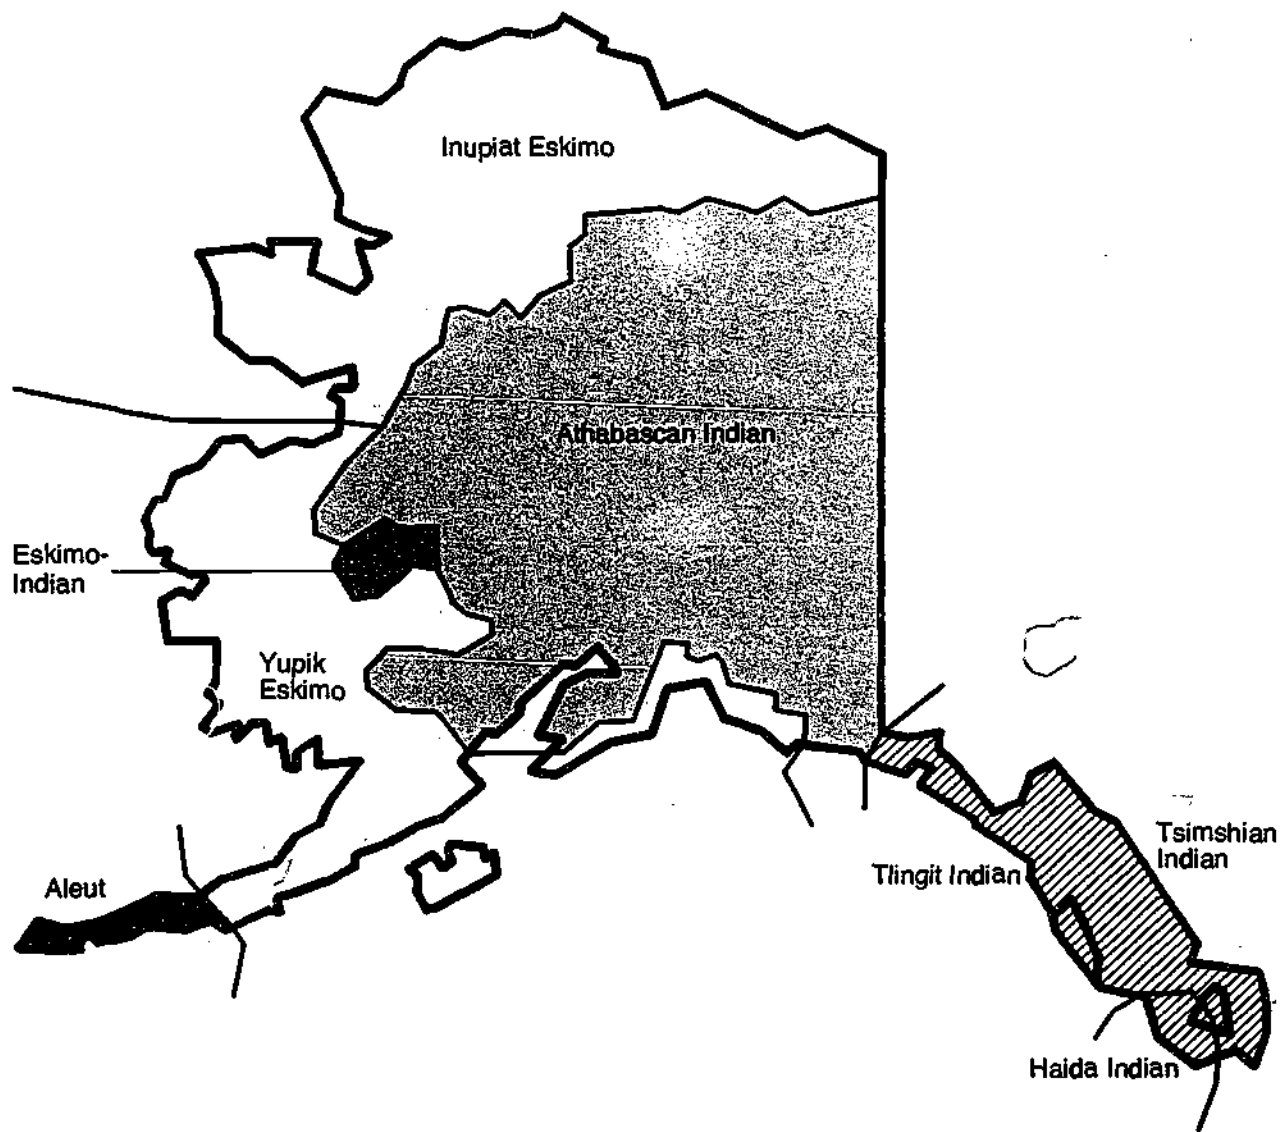 Inupiat Eskimo
Athabascan Indian
Eskimo-
Indian
Yupik
Eskimo
Aleut
Tlingit Indian
Tsimshian
Indian
Haida Indian